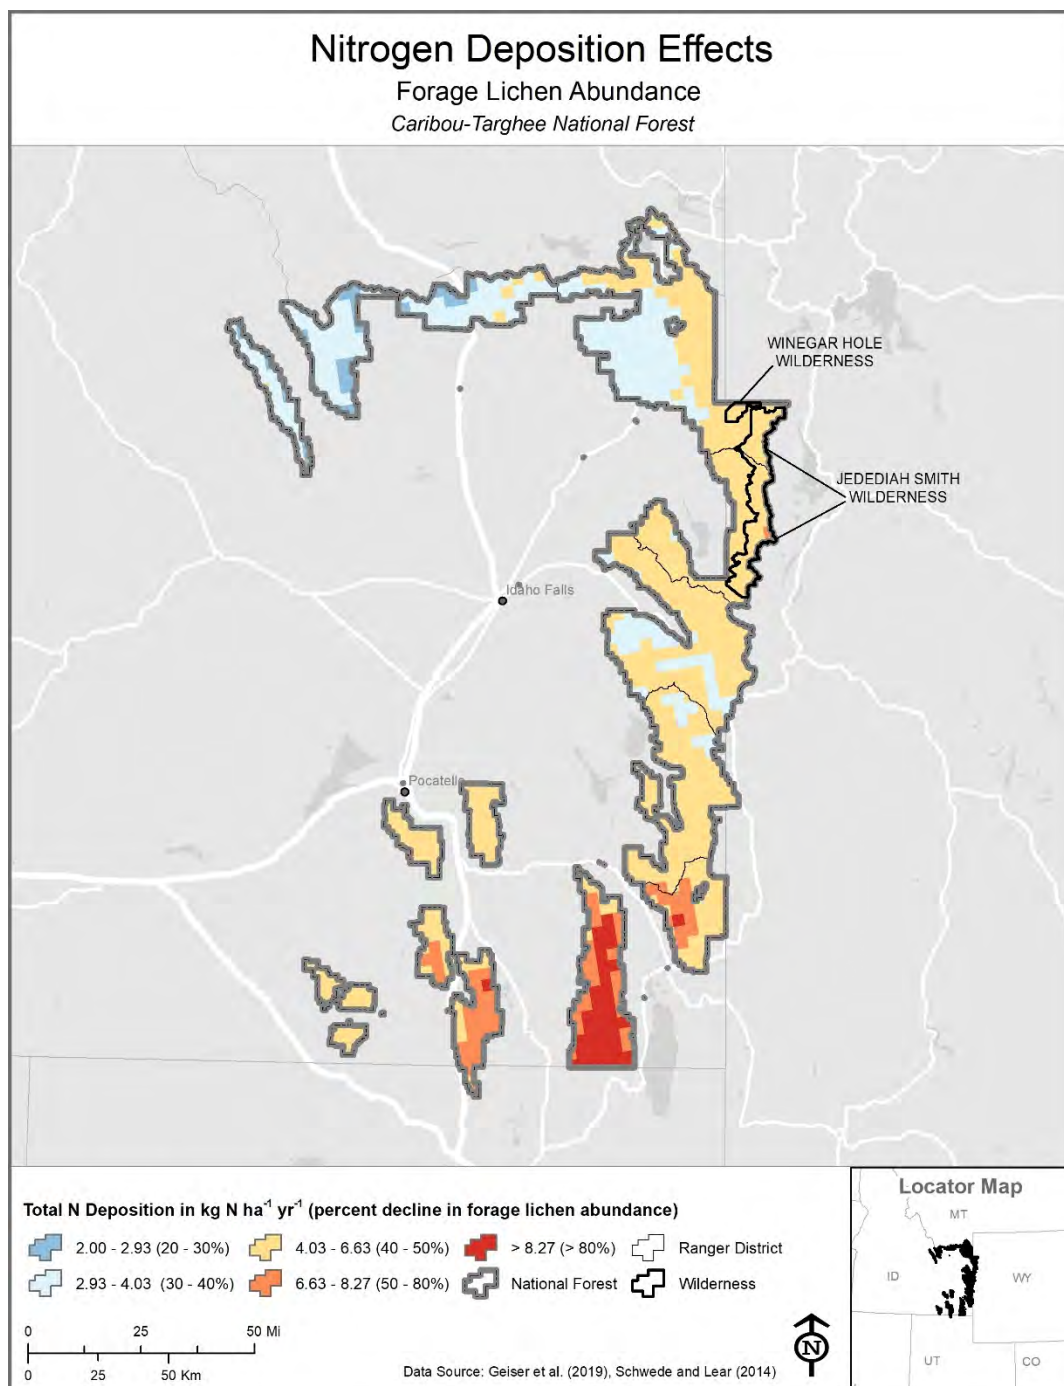 Nitrogen Deposition Effects
Forage Lichen Abundance
Caribou-Targhee National Forest
WINEGAR HOLE
WILDERNESS
JEDEDIAH SMITH
WILDERNESS
Idaho Falls
Pocatello
Total N Deposition in kg N ha⁻¹ yr⁻¹ (percent decline in forage lichen abundance)
2.00 - 2.93 (20 - 30%)
4.03 - 6.63 (40 - 50%)
> 8.27 (> 80%)
Ranger District
2.93 - 4.03 (30 - 40%)
6.63 - 8.27 (50 - 80%)
National Forest
Wilderness
0 25 50 Mi
0 25 50 Km
N
Data Source: Geiser et al. (2019), Schwede and Lear (2014)
Locator Map
MT
ID
WY
UT
CO